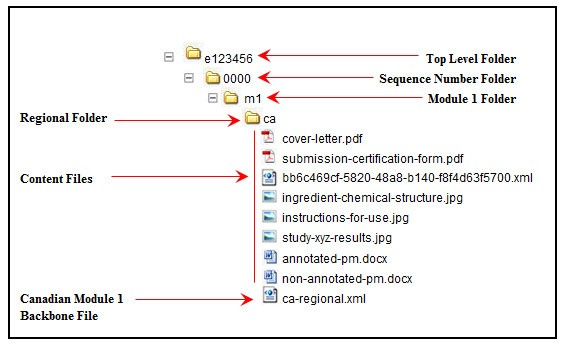 e123456 Top Level Folder
0000 Sequence Number Folder
m1 Module 1 Folder
Regional Folder ca
cover-letter.pdf
submission-certification-form.pdf
Content Files bb6c469cf-5820-48a8-b140-f8f4d63f5700.xml
ingredient-chemical-structure.jpg
instructions-for-use.jpg
study-xyz-results.jpg
annotated-pm.docx
non-annotated-pm.docx
Canadian Module 1 ca-regional.xml
Backbone File